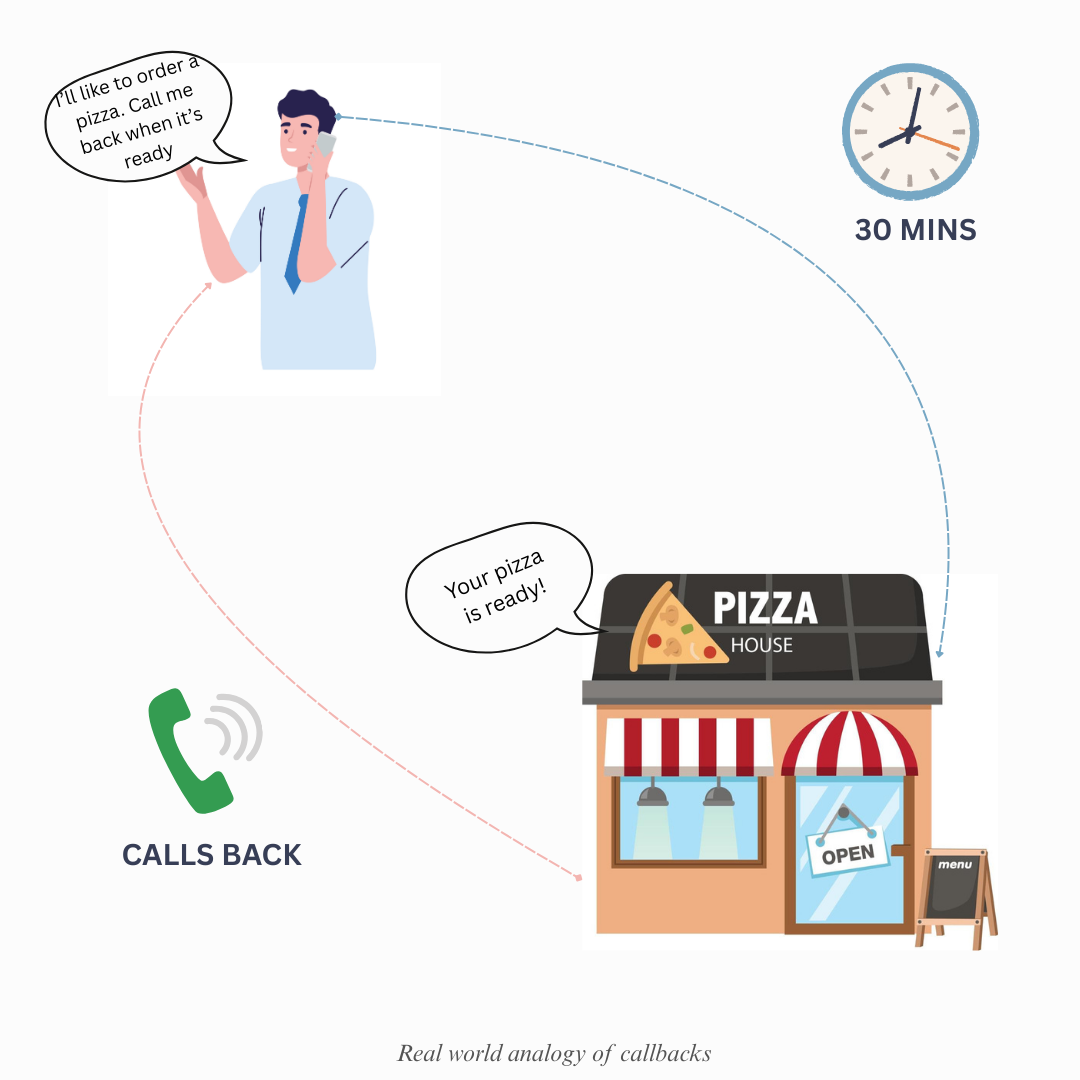 I’ll like to order a
pizza. Call me
back when it’s
ready
30 MINS
Your pizza
is ready!
PIZZA
HOUSE
OPEN
menu
CALLS BACK
Real world analogy of callbacks